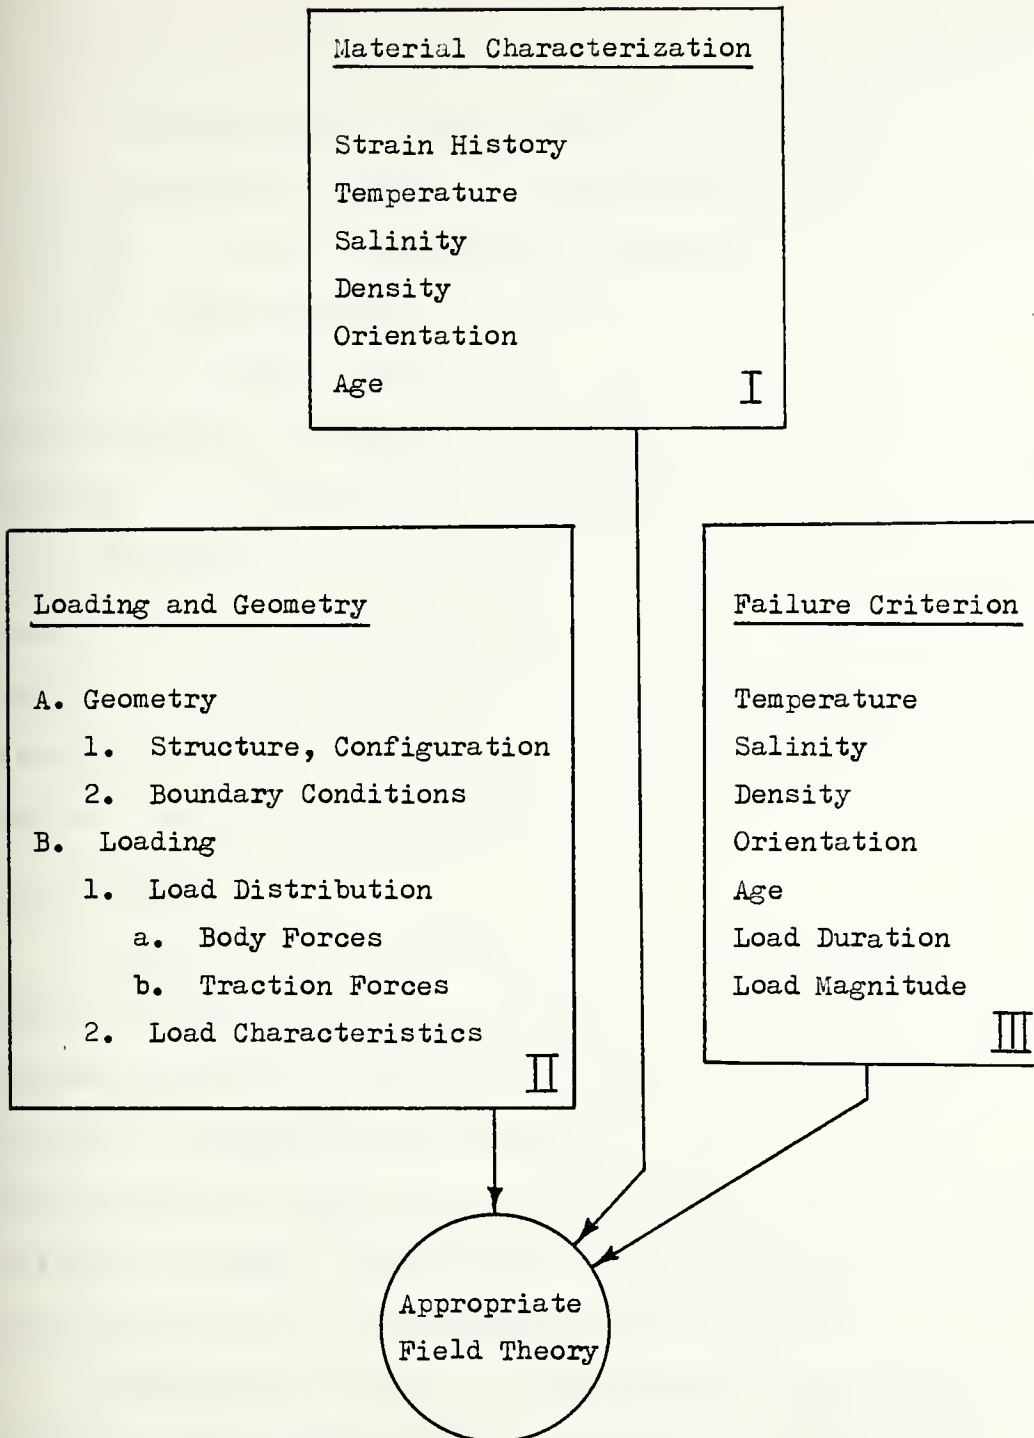 Material Characterization
Strain History
Temperature
Salinity
Density
Orientation
Age
I
Loading and Geometry
A. Geometry
1. Structure, Configuration
2. Boundary Conditions
B. Loading
1. Load Distribution
a. Body Forces
b. Traction Forces
2. Load Characteristics
II
Failure Criterion
Temperature
Salinity
Density
Orientation
Age
Load Duration
Load Magnitude
III
Appropriate
Field Theory